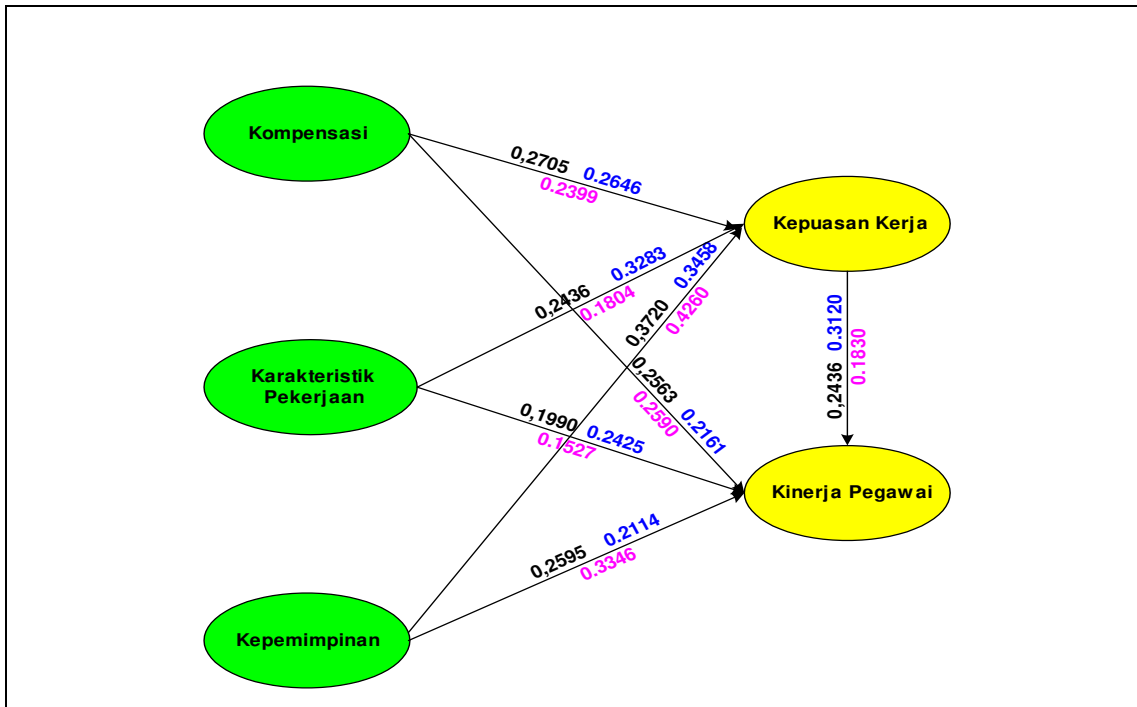 Kompensasi
0,2705 0.2646
0.2399
Kepuasan Kerja
0,2436 0.3283
0.1804
0,3720 0.3458
0.4260
0,2436 0.3120
0.1830
Karakteristik
Pekerjaan
0,2563 0.2161
0.2590
0,1990 0.2425
0.1527
Kinerja Pegawai
0,2595 0.2114
0.3346
Kepemimpinan